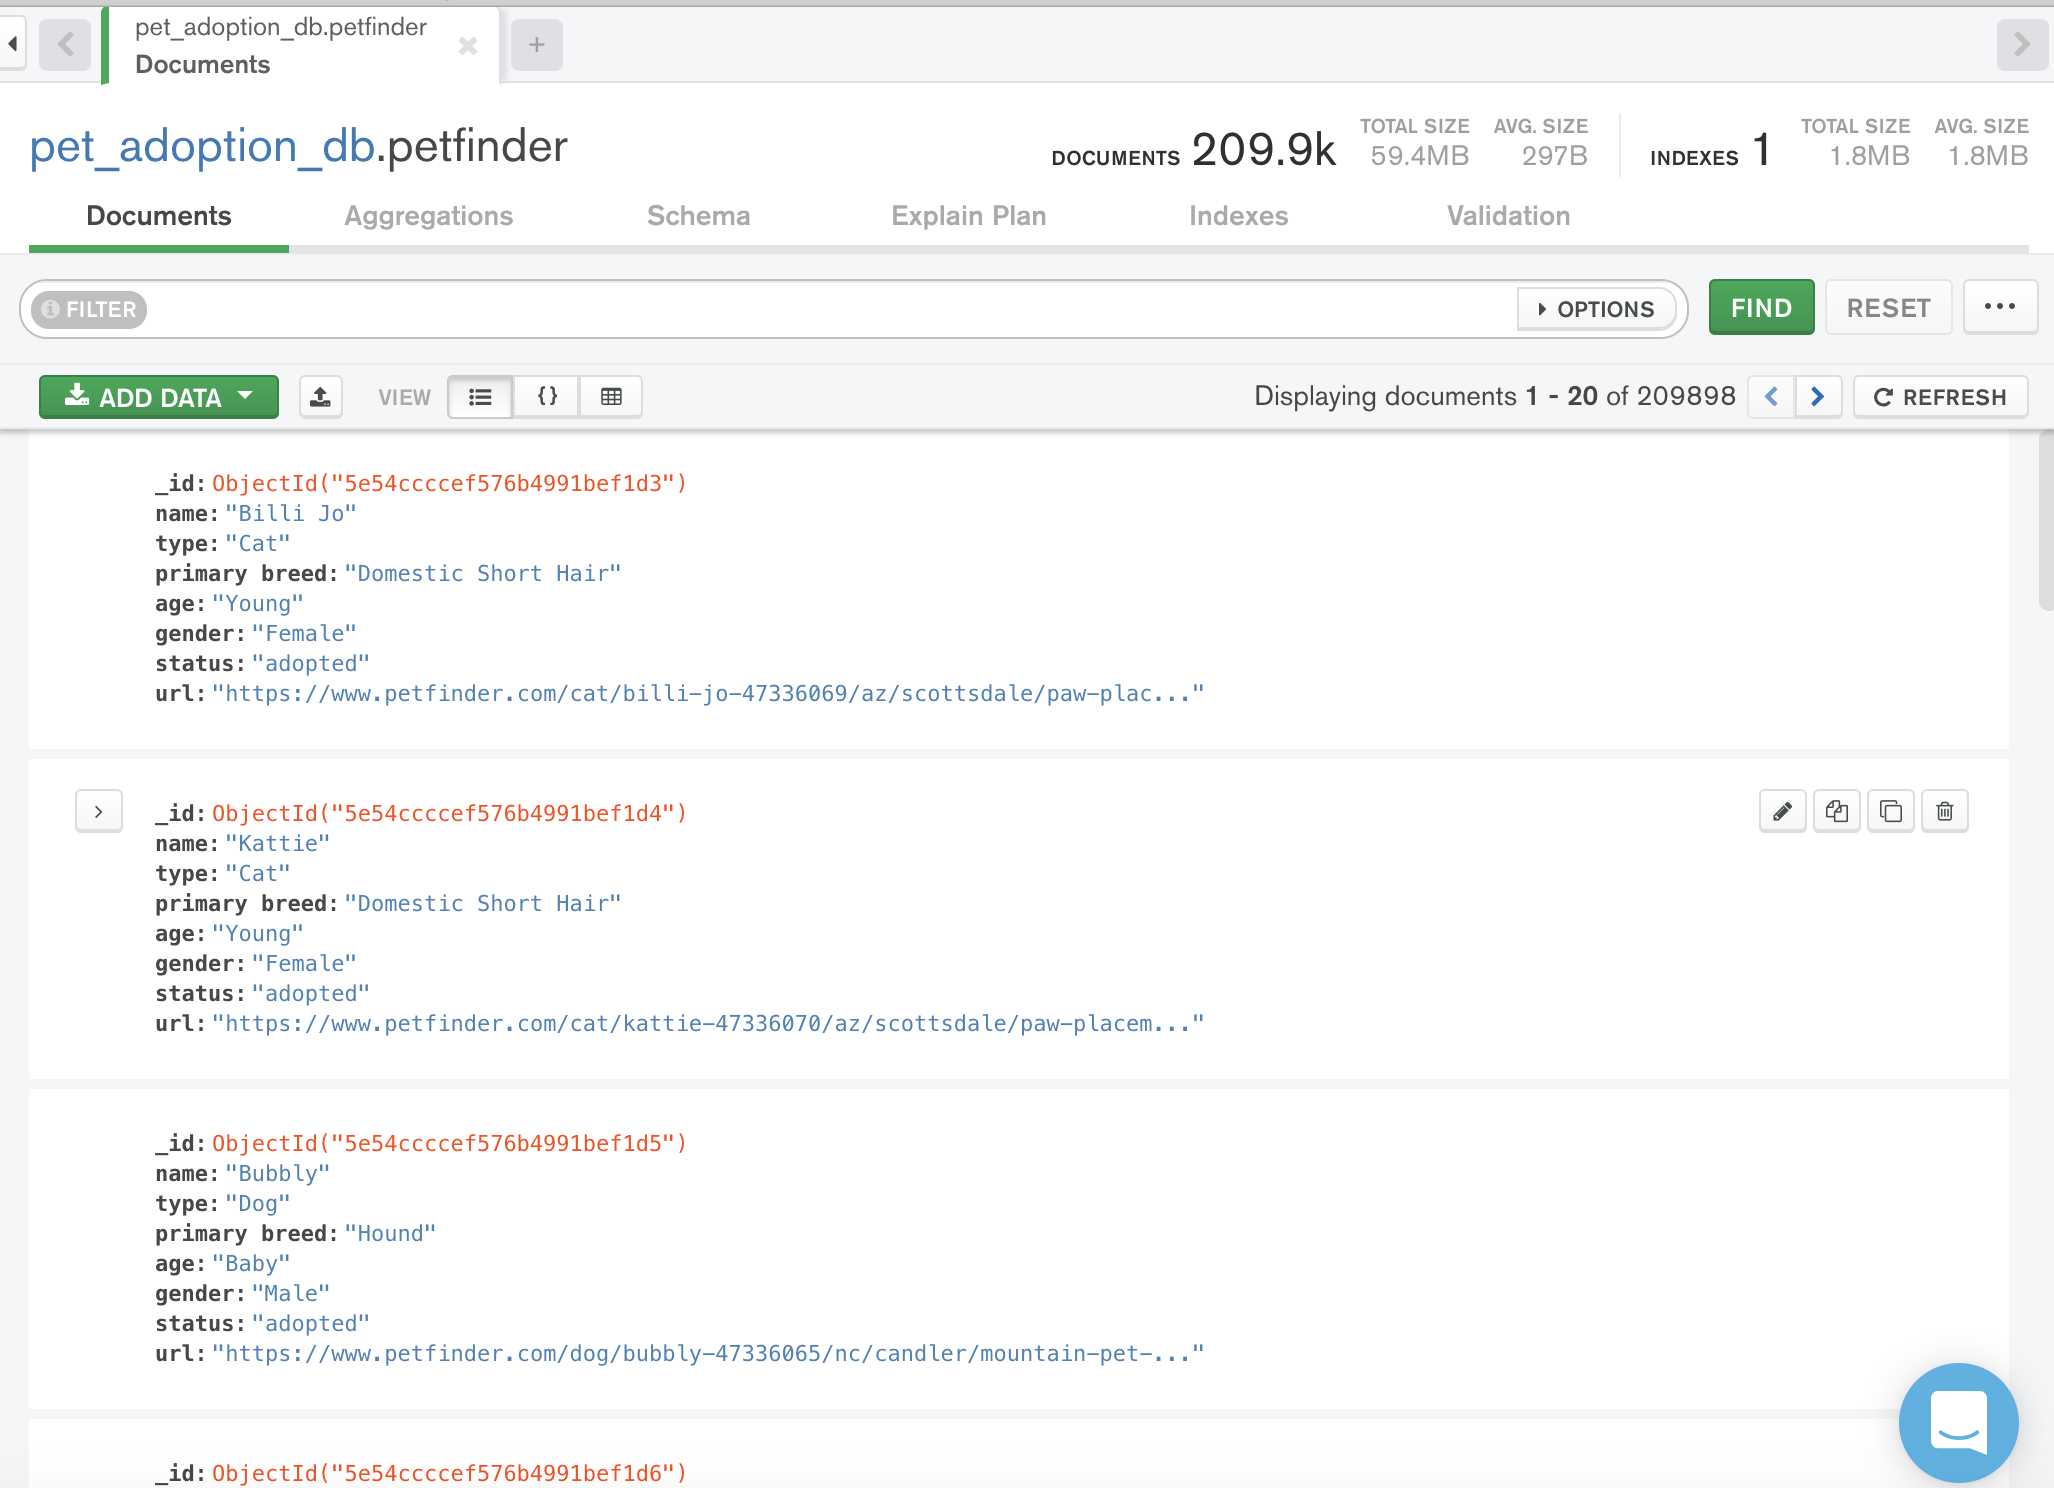 pet_adoption_db.petfinder
Documents
pet_adoption_db.petfinder
DOCUMENTS 209.9k TOTAL SIZE 59.4MB AVG. SIZE 297B INDEXES 1 TOTAL SIZE 1.8MB AVG. SIZE 1.8MB
Documents Aggregations Schema Explain Plan Indexes Validation
FILTER OPTIONS FIND RESET ...
ADD DATA VIEW {} Displaying documents 1 - 20 of 209898 REFRESH
_id: ObjectId("5e54ccccef576b4991bef1d3")
name: "Billi Jo"
type: "Cat"
primary breed: "Domestic Short Hair"
age: "Young"
gender: "Female"
status: "adopted"
url: "https://www.petfinder.com/cat/billi-jo-47336069/az/scottsdale/paw-plac..."
_id: ObjectId("5e54ccccef576b4991bef1d4")
name: "Kattie"
type: "Cat"
primary breed: "Domestic Short Hair"
age: "Young"
gender: "Female"
status: "adopted"
url: "https://www.petfinder.com/cat/kattie-47336070/az/scottsdale/paw-placem..."
_id: ObjectId("5e54ccccef576b4991bef1d5")
name: "Bubbly"
type: "Dog"
primary breed: "Hound"
age: "Baby"
gender: "Male"
status: "adopted"
url: "https://www.petfinder.com/dog/bubbly-47336065/nc/candler/mountain-pet-..."
_id: ObjectId("5e54ccccef576b4991bef1d6")